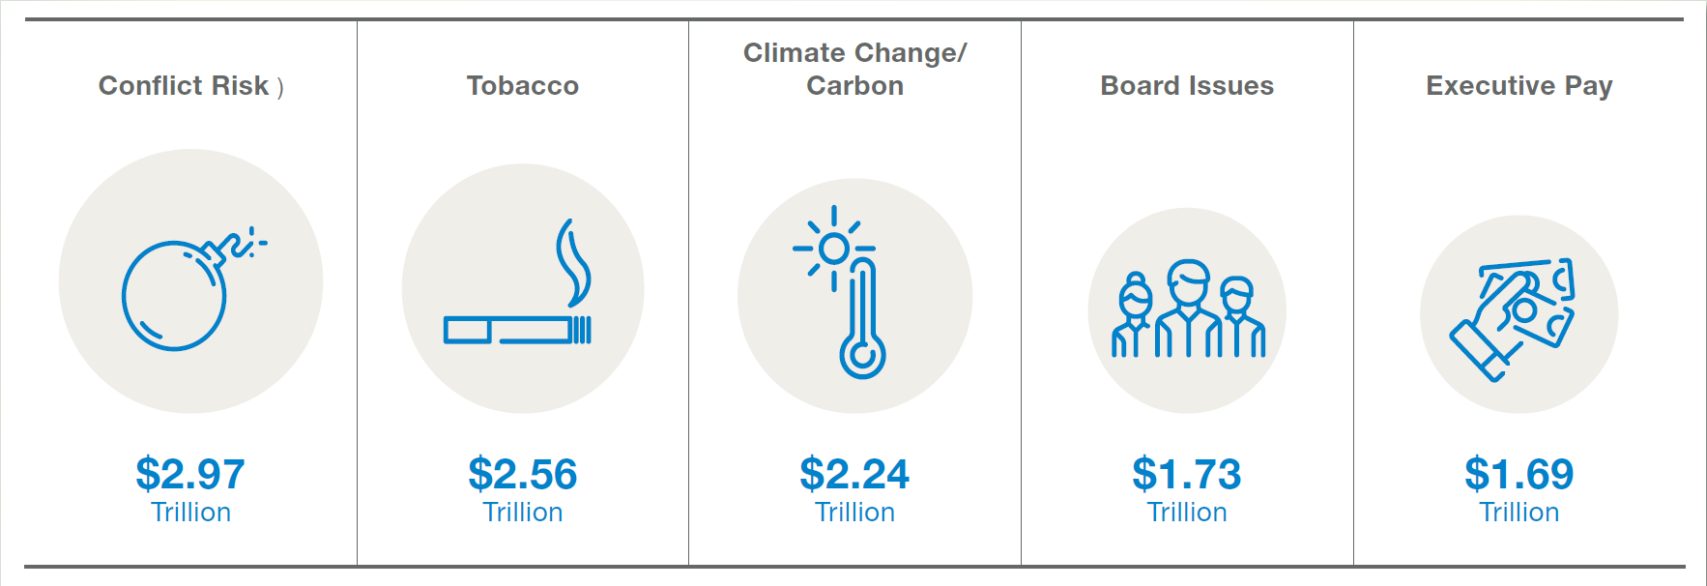 Conflict Risk )
Tobacco
Climate Change/
Carbon
Board Issues
Executive Pay
$2.97
Trillion
$2.56
Trillion
$2.24
Trillion
$1.73
Trillion
$1.69
Trillion